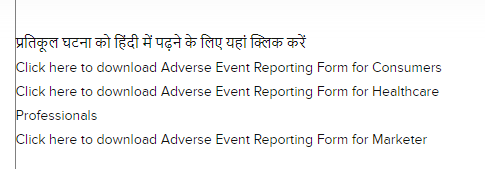 प्रतिकूल घटना को हिंदी में पढ़ने के लिए यहां क्लिक करें
Click here to download Adverse Event Reporting Form for Consumers
Click here to download Adverse Event Reporting Form for Healthcare
Professionals
Click here to download Adverse Event Reporting Form for Marketer